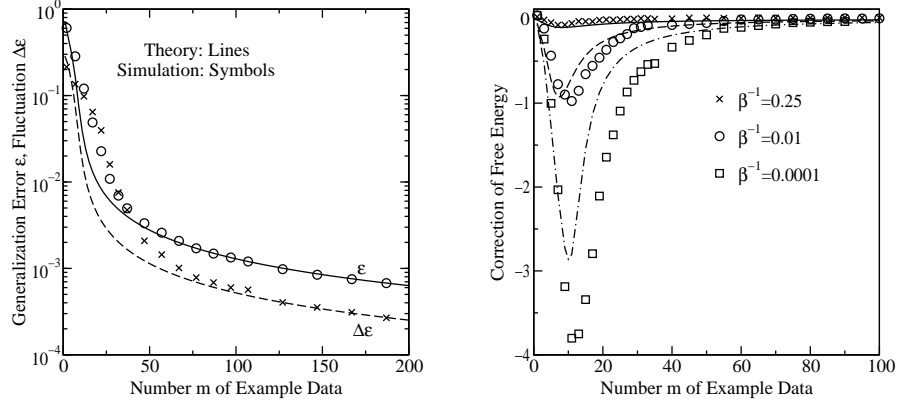 Generalization Error ε, Fluctuation Δε
10⁰
10⁻¹
10⁻²
10⁻³
10⁻⁴
Theory: Lines
Simulation: Symbols
ε
Δε
0 50 100 150 200
Number m of Example Data
Correction of Free Energy
0
−1
−2
−3
−4
β⁻¹=0.25
β⁻¹=0.01
β⁻¹=0.0001
0 20 40 60 80 100
Number m of Example Data